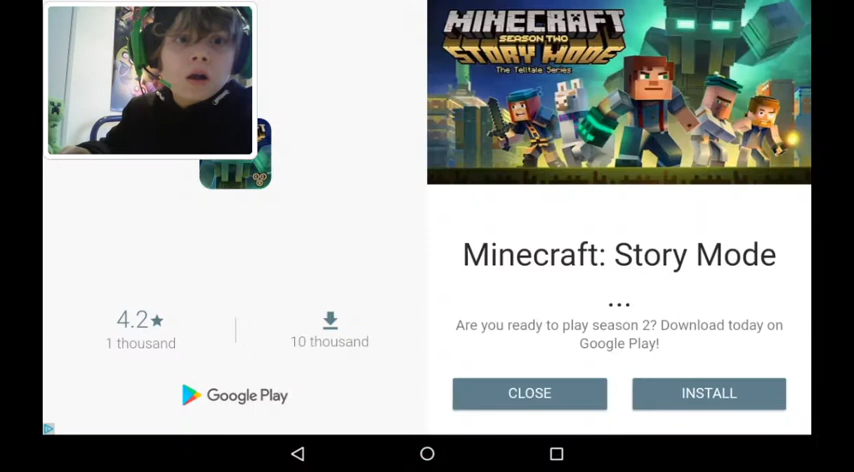 MINECRAFT
SEASON TWO
STORY MODE
The Telltale Series
Minecraft: Story Mode
...
Are you ready to play season 2? Download today on
Google Play!
4.2★
1 thousand
10 thousand
Google Play
CLOSE
INSTALL